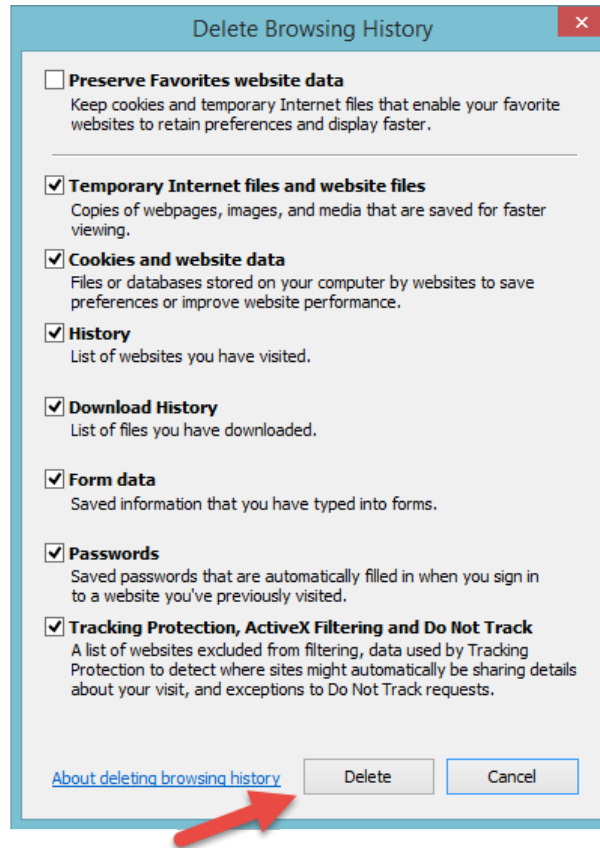 Delete Browsing History
Preserve Favorites website data
Keep cookies and temporary Internet files that enable your favorite
websites to retain preferences and display faster.
Temporary Internet files and website files
Copies of webpages, images, and media that are saved for faster
viewing.
Cookies and website data
Files or databases stored on your computer by websites to save
preferences or improve website performance.
History
List of websites you have visited.
Download History
List of files you have downloaded.
Form data
Saved information that you have typed into forms.
Passwords
Saved passwords that are automatically filled in when you sign in
to a website you've previously visited.
Tracking Protection, ActiveX Filtering and Do Not Track
A list of websites excluded from filtering, data used by Tracking
Protection to detect where sites might automatically be sharing details
about your visit, and exceptions to Do Not Track requests.
About deleting browsing history Delete Cancel